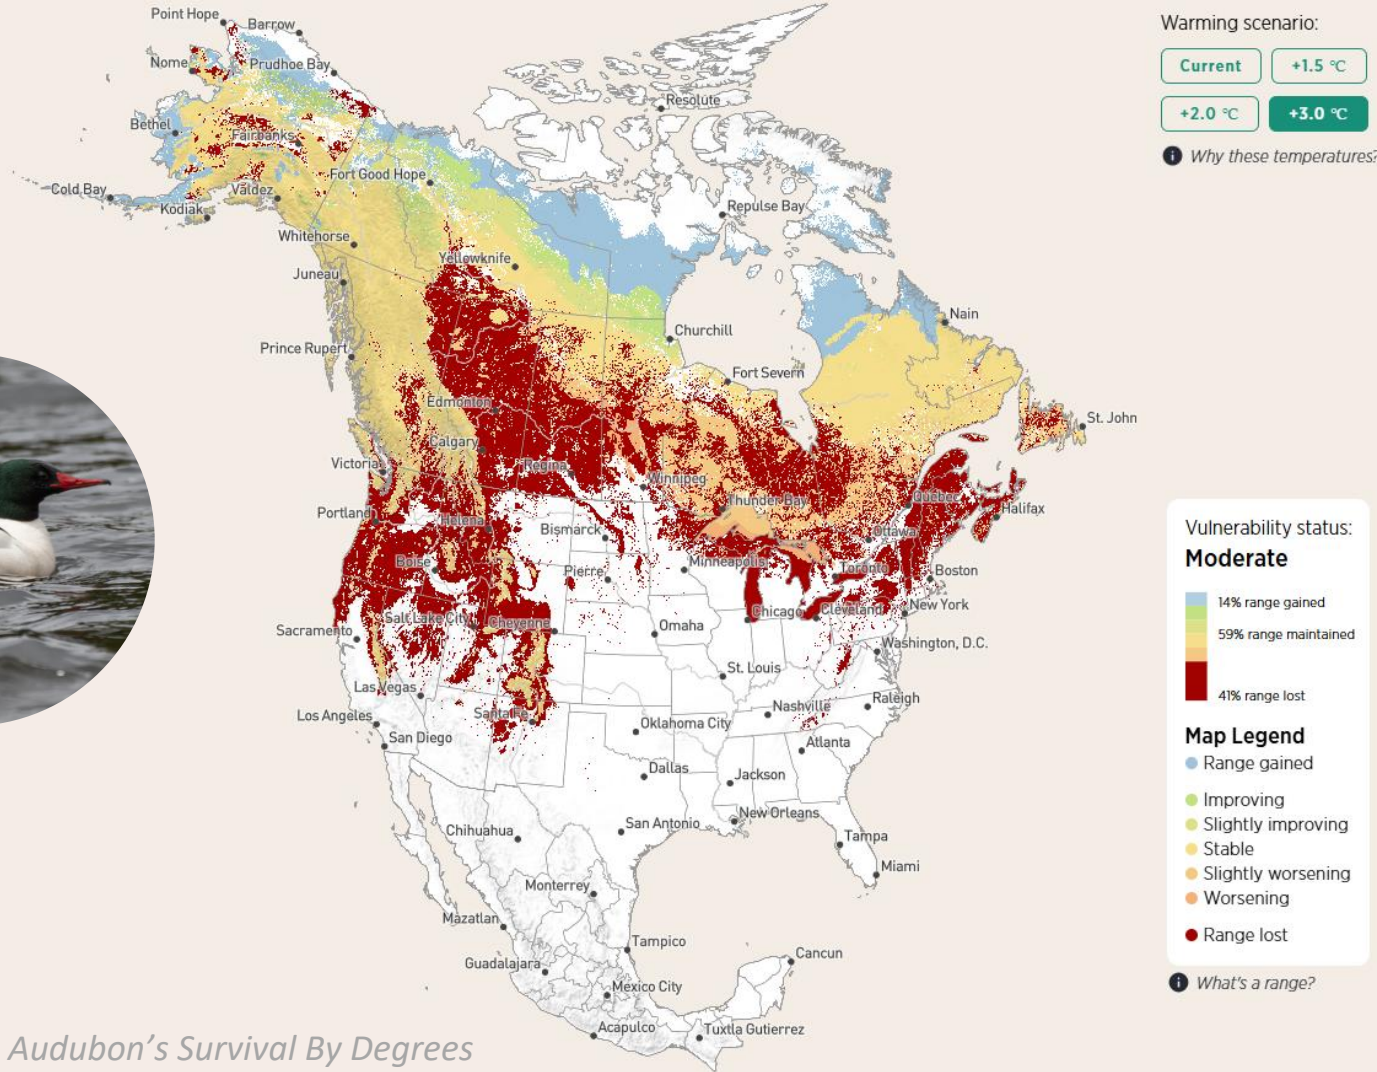 Point Hope
Barrow
Nome
Prudhoe Bay
Resolute
Bethel
Fairbanks
Fort Good Hope
Cold Bay
Valdez
Kodiak
Repulse Bay
Whitehorse
Yellowknife
Juneau
Nain
Churchill
Prince Rupert
Fort Severn
Edmonton
St. John
Calgary
Victoria
Regina
Winnipeg
Thunder Bay
Québec
Portland
Helena
Halifax
Bismarck
Ottawa
Boise
Minneapolis
Pierre
Toronto
Boston
Chicago
Cleveland
New York
Salt Lake City
Cheyenne
Sacramento
Omaha
Washington, D.C.
St. Louis
Las Vegas
Raleigh
Nashville
Los Angeles
Santa Fe
Oklahoma City
San Diego
Atlanta
Dallas
Jackson
New Orleans
San Antonio
Chihuahua
Tampa
Miami
Monterrey
Mazatlan
Tampico
Cancun
Guadalajara
Mexico City
Acapulco
Tuxtla Gutierrez
Warming scenario:
Current
+1.5 °C
+2.0 °C
+3.0 °C
i Why these temperatures?
Vulnerability status:
Moderate
14% range gained
59% range maintained
41% range lost
Map Legend
Range gained
Improving
Slightly improving
Stable
Slightly worsening
Worsening
Range lost
i What's a range?
Audubon's Survival By Degrees